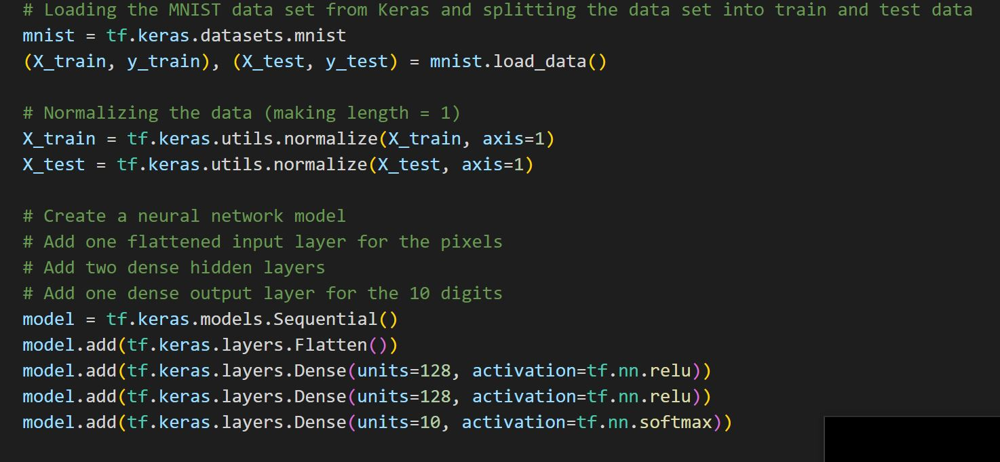 # Loading the MNIST data set from Keras and splitting the data set into train and test data
mnist = tf.keras.datasets.mnist
(X_train, y_train), (X_test, y_test) = mnist.load_data()
# Normalizing the data (making length = 1)
X_train = tf.keras.utils.normalize(X_train, axis=1)
X_test = tf.keras.utils.normalize(X_test, axis=1)
# Create a neural network model
# Add one flattened input layer for the pixels
# Add two dense hidden layers
# Add one dense output layer for the 10 digits
model = tf.keras.models.Sequential()
model.add(tf.keras.layers.Flatten())
model.add(tf.keras.layers.Dense(units=128, activation=tf.nn.relu))
model.add(tf.keras.layers.Dense(units=128, activation=tf.nn.relu))
model.add(tf.keras.layers.Dense(units=10, activation=tf.nn.softmax))